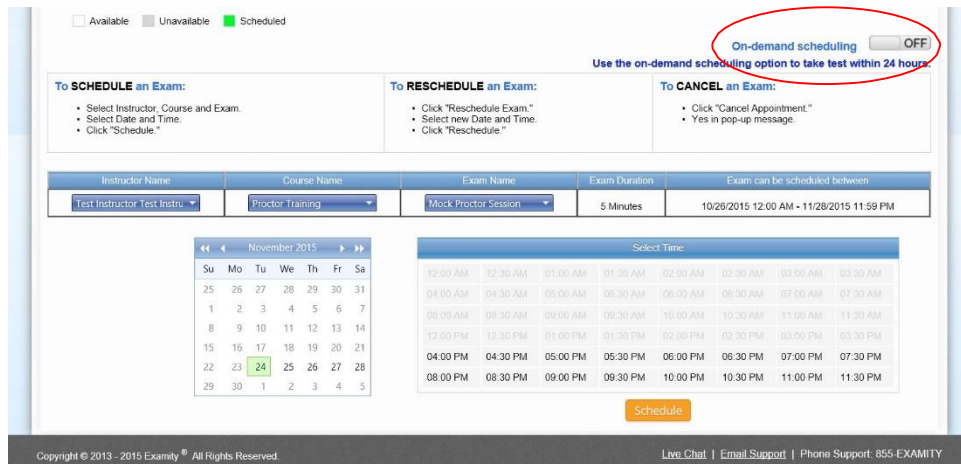 Available Unavailable Scheduled
On-demand scheduling OFF
Use the on-demand scheduling option to take test within 24 hours.
To SCHEDULE an Exam:
• Select Instructor, Course and Exam.
• Select Date and Time.
• Click "Schedule."
To RESCHEDULE an Exam:
• Click "Reschedule Exam."
• Select new Date and Time.
• Click "Reschedule."
To CANCEL an Exam:
• Click "Cancel Appointment."
• Yes in pop-up message.
Instructor Name Course Name Exam Name Exam Duration Exam can be scheduled between
Test Instructor Test Instru Proctor Training Mock Proctor Session 5 Minutes 10/26/2015 12:00 AM - 11/28/2015 11:59 PM
November 2015
Su Mo Tu We Th Fr Sa
25 26 27 28 29 30 31
1 2 3 4 5 6 7
8 9 10 11 12 13 14
15 16 17 18 19 20 21
22 23 24 25 26 27 28
29 30 1 2 3 4 5
Select Time
12:00 AM 12:30 AM 01:00 AM 01:30 AM 02:00 AM 02:30 AM 03:00 AM 03:30 AM
04:00 AM 04:30 AM 05:00 AM 05:30 AM 06:00 AM 06:30 AM 07:00 AM 07:30 AM
08:00 AM 08:30 AM 09:00 AM 09:30 AM 10:00 AM 10:30 AM 11:00 AM 11:30 AM
12:00 PM 12:30 PM 01:00 PM 01:30 PM 02:00 PM 02:30 PM 03:00 PM 03:30 PM
04:00 PM 04:30 PM 05:00 PM 05:30 PM 06:00 PM 06:30 PM 07:00 PM 07:30 PM
08:00 PM 08:30 PM 09:00 PM 09:30 PM 10:00 PM 10:30 PM 11:00 PM 11:30 PM
Schedule
Copyright © 2013 - 2015 Examity ® All Rights Reserved. Live Chat | Email Support | Phone Support: 855-EXAMITY